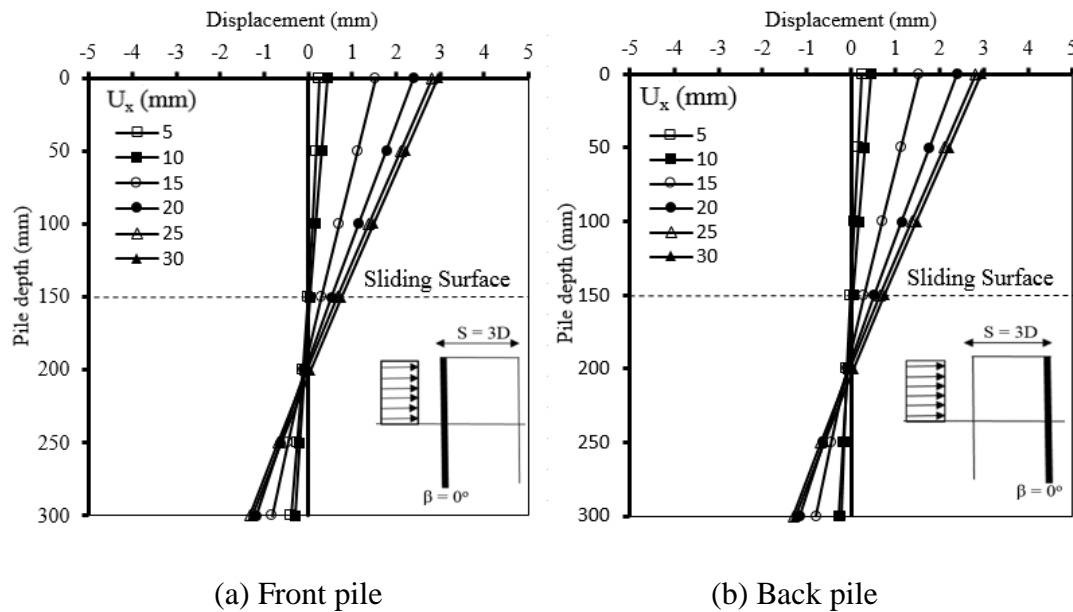 Displacement (mm)
-5 -4 -3 -2 -1 0 1 2 3 4 5
0
50
100
150
200
250
300
Pile depth (mm)
Uₓ (mm)
5
10
15
20
25
30
Sliding Surface
S = 3D
β = 0º
(a) Front pile
Displacement (mm)
-5 -4 -3 -2 -1 0 1 2 3 4 5
0
50
100
150
200
250
300
Pile depth (mm)
Uₓ (mm)
5
10
15
20
25
30
Sliding Surface
S = 3D
β = 0º
(b) Back pile